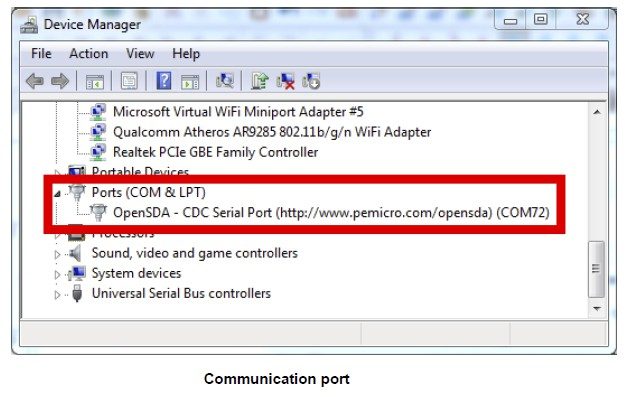 Device Manager
File Action View Help
Microsoft Virtual WiFi Miniport Adapter #5
Qualcomm Atheros AR9285 802.11b/g/n WiFi Adapter
Realtek PCIe GBE Family Controller
Portable Devices
Ports (COM & LPT)
OpenSDA - CDC Serial Port (http://www.pemicro.com/opensda) (COM72)
Processors
Sound, video and game controllers
System devices
Universal Serial Bus controllers
Communication port